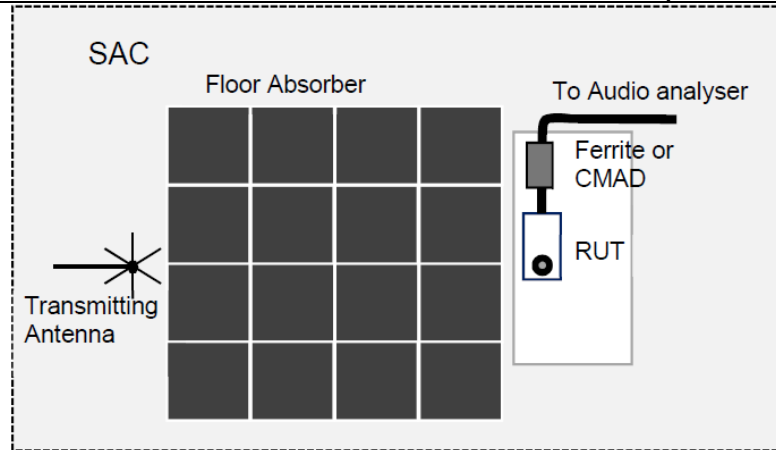 SAC
Floor Absorber
To Audio analyser
Ferrite or
CMAD
RUT
Transmitting
Antenna